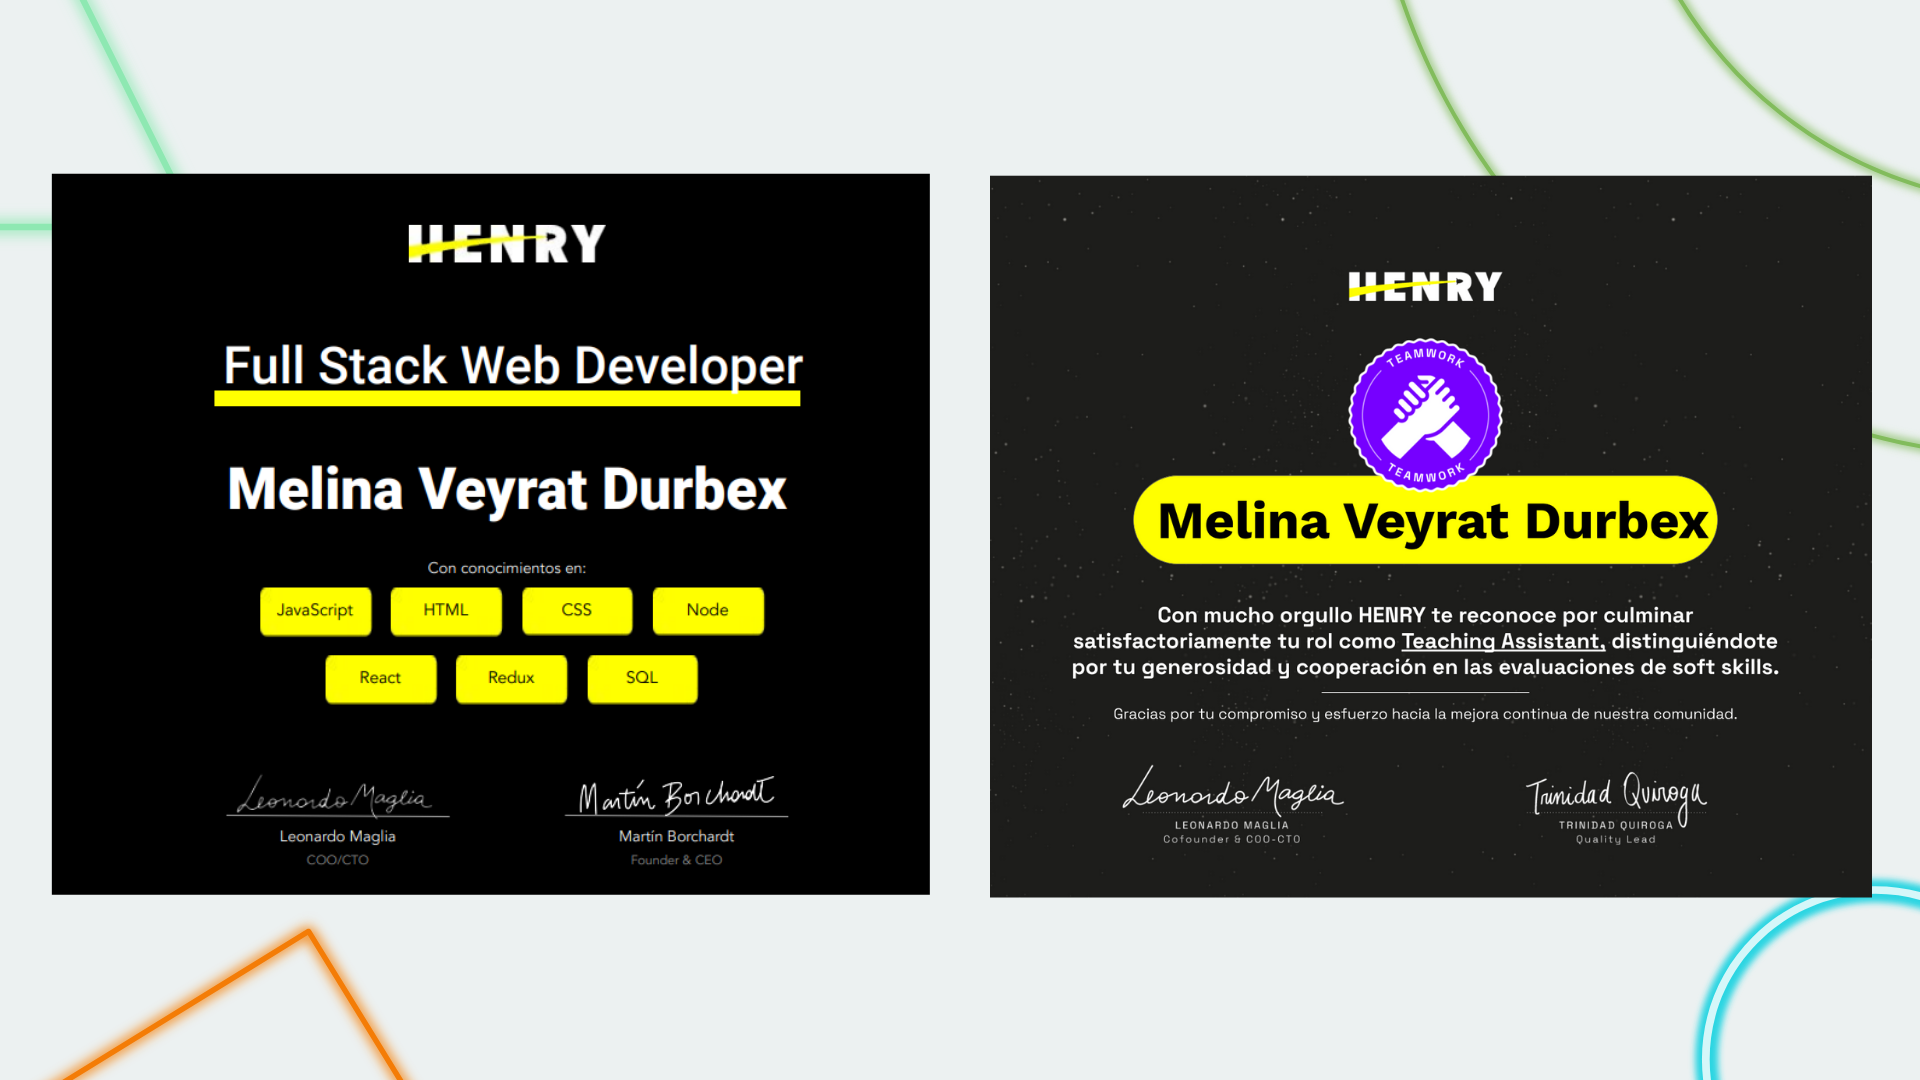 HENRY
Full Stack Web Developer
Melina Veyrat Durbex
Con conocimientos en:
JavaScript HTML CSS Node
React Redux SQL
Leonardo Maglia Martín Borchardt
Leonardo Maglia Martín Borchardt
COO/CTO Founder & CEO
HENRY
TEAMWORK
TEAMWORK
Melina Veyrat Durbex
Con mucho orgullo HENRY te reconoce por culminar
satisfactoriamente tu rol como Teaching Assistant, distinguiéndote
por tu generosidad y cooperación en las evaluaciones de soft skills.
Gracias por tu compromiso y esfuerzo hacia la mejora continua de nuestra comunidad.
Leonardo Maglia Trinidad Quiroga
LEONARDO MAGLIA TRINIDAD QUIROGA
Cofounder & COO-CTO Quality Lead